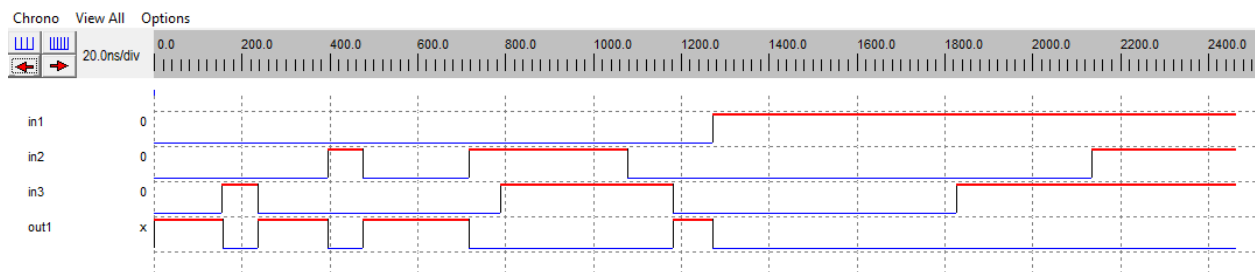 Chrono View All Options
20.0ns/div 0.0 200.0 400.0 600.0 800.0 1000.0 1200.0 1400.0 1600.0 1800.0 2000.0 2200.0 2400.0
in1 0
in2 0
in3 0
out1 x